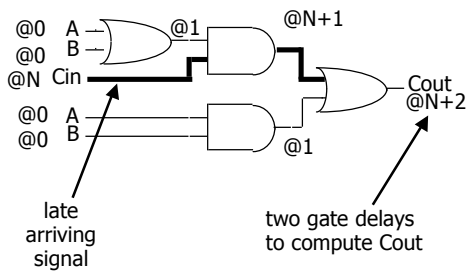 @0 A
@0 B
@1
@N+1
@N Cin
Cout
@N+2
@0 A
@0 B
@1
late
arriving
signal
two gate delays
to compute Cout